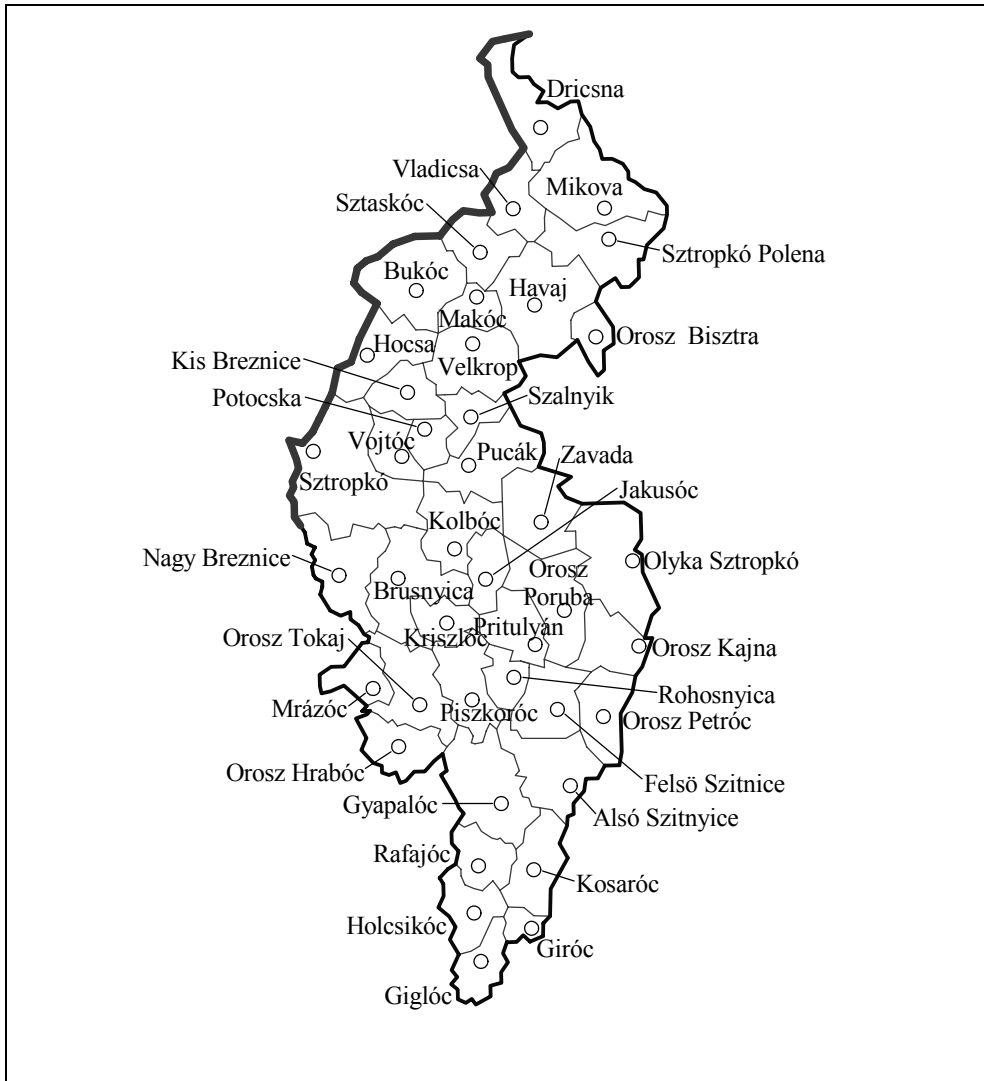 Dricsna
Vladicsa
Mikova
Sztaskóc
Sztropkó Polena
Bukóc
Havaj
Makóc
Orosz Bisztra
Hocsa
Kis Breznice
Velkrop
Potocska
Szalnyik
Vojtóc
Pucák
Zavada
Sztropkó
Jakusóc
Kolbóc
Nagy Breznice
Olyka Sztropkó
Orosz
Poruba
Brusnyica
Pritulyán
Orosz Tokaj
Kriszlóc
Orosz Kajna
Rohosnyica
Mrázóc
Piszkoróc
Orosz Petróc
Orosz Hrabóc
Felsö Szitnice
Gyapalóc
Alsó Szitnyice
Rafajóc
Kosaróc
Holcsikóc
Giróc
Giglóc